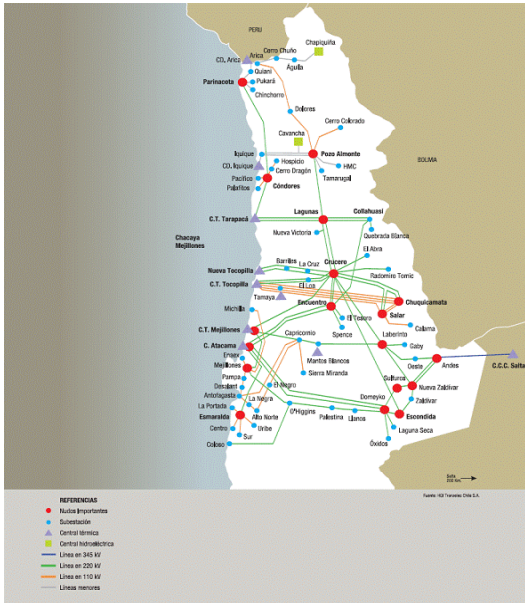 PERU
Chapiquiña
Cerro Chuño
Arica
CD. Arica
Águila
Quiani
Parinacota
Pukará
Chinchorro
Dolores
Cerro Colorado
Cavancha
Iquique
Pozo Almonte
BOLIVIA
Hospicio
CD. Iquique
Cerro Dragón
HMC
Tamarugal
Pacífico
Palafitos
Cóndores
Lagunas
Collahuasi
C.T. Tarapacá
Nueva Victoria
Quebrada Blanca
Chacaya
Mejillones
El Abra
Barriles
Crucero
La Cruz
Nueva Tocopilla
Radomiro Tomic
C.T. Tocopilla
El Los
Tamaya
Encuentro
Chuquicamata
Michilla
El Tesoro
Salar
C.T. Mejillones
Capricornio
Spence
Laberinto
Calama
C. Atacama
Gaby
Enaex
Mantos Blancos
C.C.C. Salta
Mejillones
Oeste
Andes
Pampa
Sierra Miranda
Sulfuros
Desalant
El Negro
Nueva Zaldívar
Antofagasta
La Negra
Domeyko
Zaldívar
La Portada
O'Higgins
Alto Norte
Escondida
Esmeralda
Palestina
Llanos
Centro
Uribe
Laguna Seca
Sur
Coloso
Óxidos
Salta
Fuente: HQI Transelec Chile S.A.
REFERENCIAS
Nudos Importantes
Subestación
Central térmica
Central hidroeléctrica
Línea en 345 kV
Línea en 220 kV
Línea en 110 kV
Líneas menores